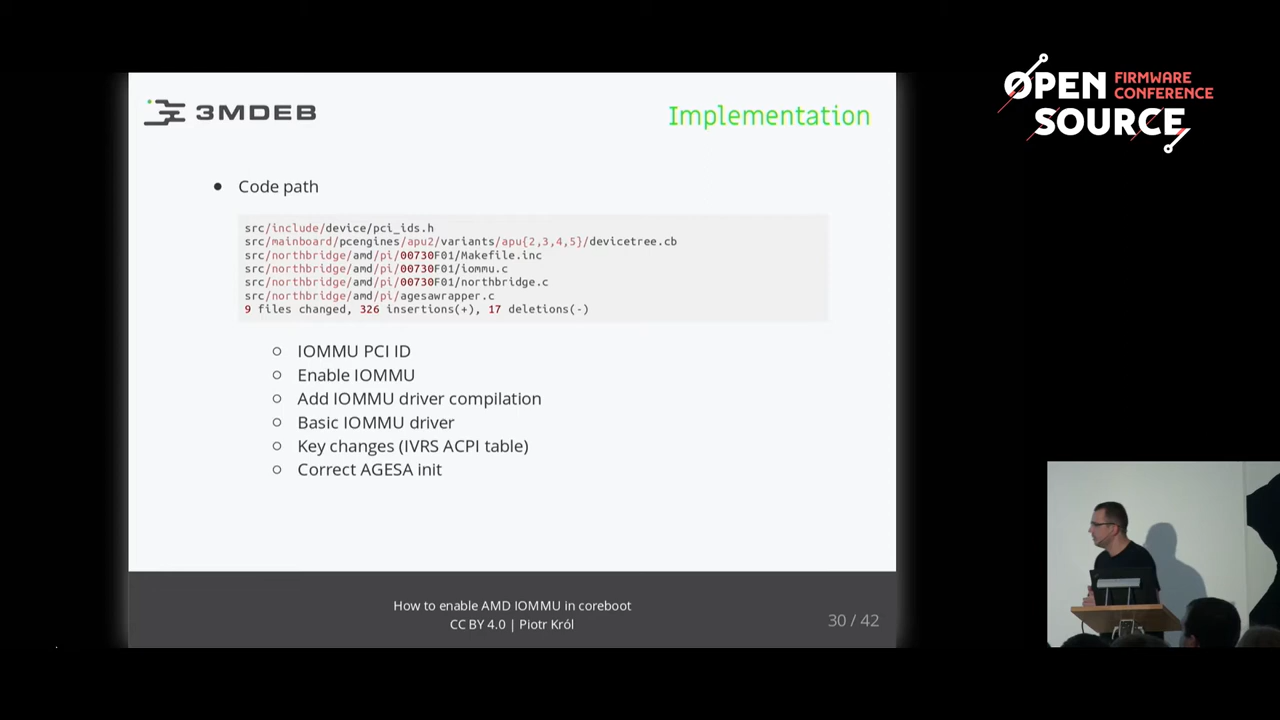 3MDEB
Implementation
OPEN FIRMWARE CONFERENCE
SOURCE
Code path
src/include/device/pci_ids.h
src/mainboard/pcengines/apu2/variants/apu{2,3,4,5}/devicetree.cb
src/northbridge/amd/pi/00730F01/Makefile.inc
src/northbridge/amd/pi/00730F01/iommu.c
src/northbridge/amd/pi/00730F01/northbridge.c
src/northbridge/amd/pi/agesawrapper.c
9 files changed, 326 insertions(+), 17 deletions(-)
IOMMU PCI ID
Enable IOMMU
Add IOMMU driver compilation
Basic IOMMU driver
Key changes (IVRS ACPI table)
Correct AGESA init
How to enable AMD IOMMU in coreboot
CC BY 4.0 | Piotr Król
30 / 42